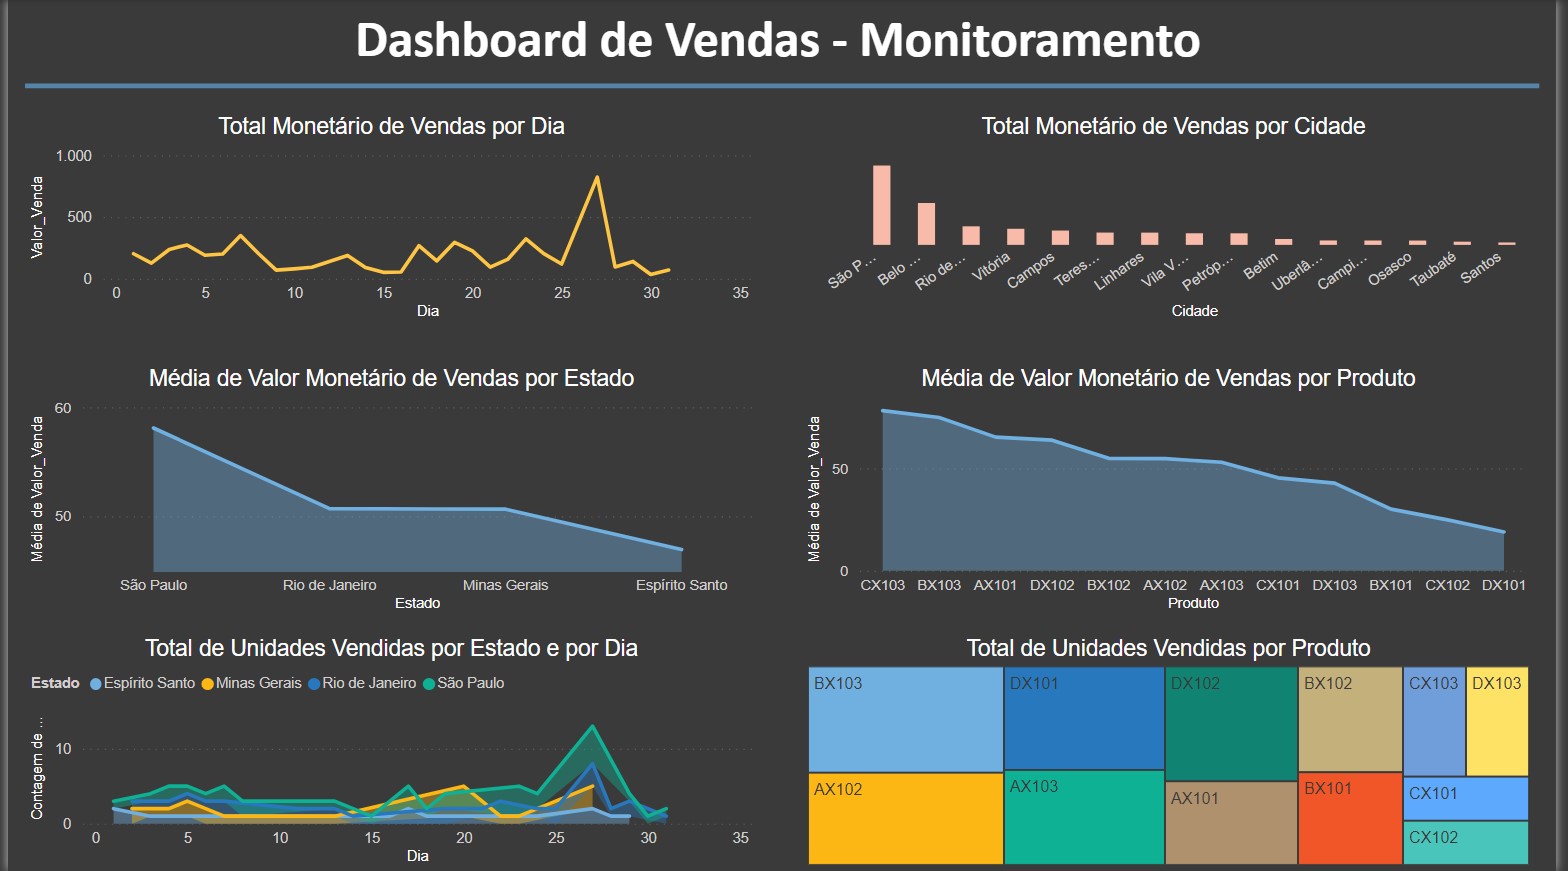 Dashboard de Vendas - Monitoramento
Total Monetário de Vendas por Dia
Valor_Venda
1.000
500
0
0 5 10 15 20 25 30 35
Dia
Total Monetário de Vendas por Cidade
São P... Belo ... Rio de... Vitória Campos Teres... Linhares Vila V... Petróp... Betim Uberlâ... Campi... Osasco Taubaté Santos
Cidade
Média de Valor Monetário de Vendas por Estado
Média de Valor_Venda
60
50
São Paulo Rio de Janeiro Minas Gerais Espírito Santo
Estado
Média de Valor Monetário de Vendas por Produto
Média de Valor_Venda
50
0
CX103 BX103 AX101 DX102 BX102 AX102 AX103 CX101 DX103 BX101 CX102 DX101
Produto
Total de Unidades Vendidas por Estado e por Dia
Estado Espírito Santo Minas Gerais Rio de Janeiro São Paulo
Contagem de ...
10
0
0 5 10 15 20 25 30 35
Dia
Total de Unidades Vendidas por Produto
BX103 DX101 DX102 BX102 CX103 DX103
AX102 AX103 AX101 BX101 CX101
CX102